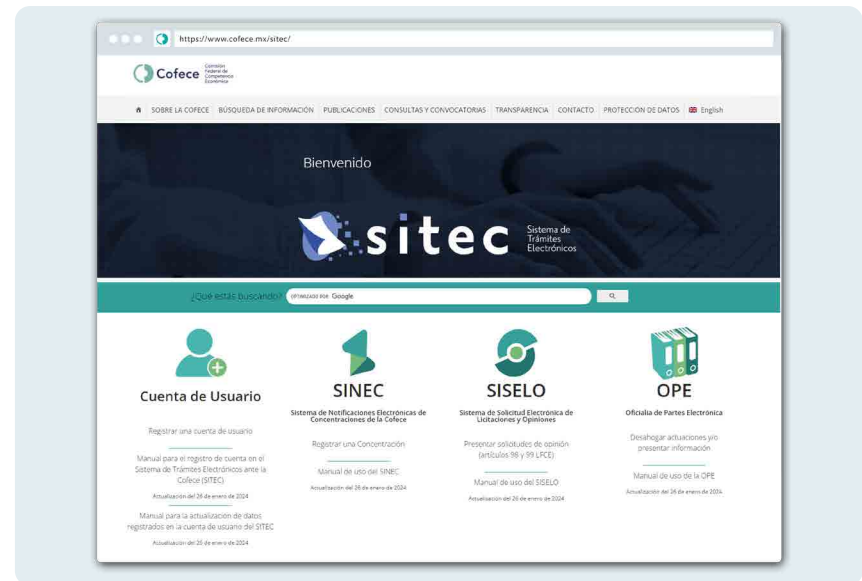 https://www.cofece.mx/sitec/
Cofece
Comisión
Federal de
Competencia
Económica
SOBRE LA COFECE BÚSQUEDA DE INFORMACIÓN PUBLICACIONES CONSULTAS Y CONVOCATORIAS TRANSPARENCIA CONTACTO PROTECCIÓN DE DATOS English
Bienvenido
sitec
Sistema de
Trámites
Electrónicos
¿Qué estás buscando?
OPTIMIZADO POR Google
Cuenta de Usuario
Registrar una cuenta de usuario
Manual para el registro de cuenta en el
Sistema de Trámites Electrónicos ante la
Cofece (SITEC)
Actualización del 26 de enero de 2024
Manual para la actualización de datos
registrados en la cuenta de usuario del SITEC
Actualización del 26 de enero de 2024
SINEC
Sistema de Notificaciones Electrónicas de
Concentraciones de la Cofece
Registrar una Concentración
Manual de uso del SINEC
Actualización del 26 de enero de 2024
SISELO
Sistema de Solicitud Electrónica de
Licitaciones y Opiniones
Presentar solicitudes de opinión
(artículos 98 y 99 LFCE)
Manual de uso del SISELO
Actualización del 26 de enero de 2024
OPE
Oficialía de Partes Electrónica
Desahogar actuaciones y/o
presentar información
Manual de uso de la OPE
Actualización del 26 de enero de 2024